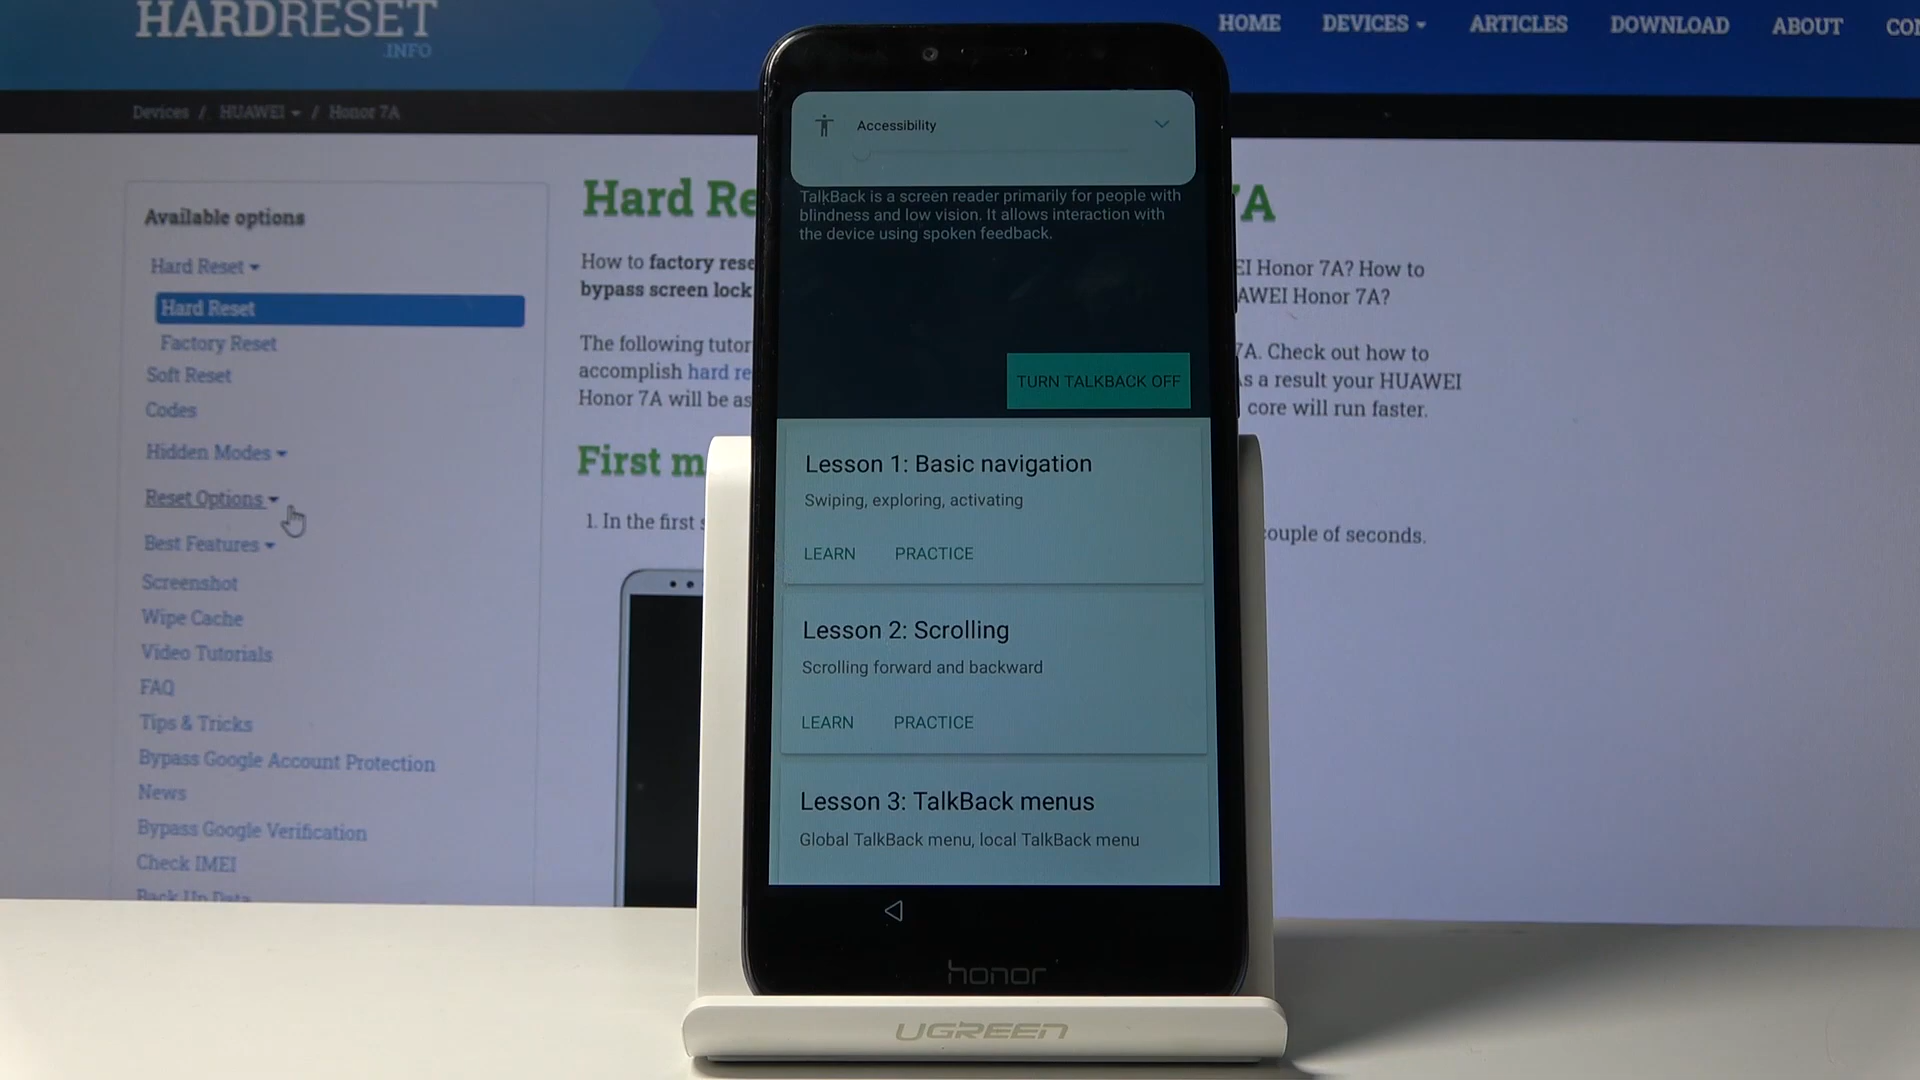 HARDRESET
.INFO
HOME
DEVICES
ARTICLES
DOWNLOAD
ABOUT
Devices / HUAWEI / Honor 7A
Available options
Hard Reset
Hard Reset
Factory Reset
Soft Reset
Codes
Hidden Modes
Reset Options
Best Features
Screenshot
Wipe Cache
Video Tutorials
FAQ
Tips & Tricks
Bypass Google Account Protection
News
Bypass Google Verification
Check IMEI
Back Up Data
Hard
7A
How to factory
Honor 7A? How to
bypass screen lock
Honor 7A?
The following
7A. Check out how to
accomplish hard
As a result your HUAWEI
Honor 7A will be
core will run faster.
First
1. In the first
couple of seconds.
Accessibility
TalkBack is a screen reader primarily for people with
blindness and low vision. It allows interaction with
the device using spoken feedback.
TURN TALKBACK OFF
Lesson 1: Basic navigation
Swiping, exploring, activating
LEARN PRACTICE
Lesson 2: Scrolling
Scrolling forward and backward
LEARN PRACTICE
Lesson 3: TalkBack menus
Global TalkBack menu, local TalkBack menu
honor
UGREEN